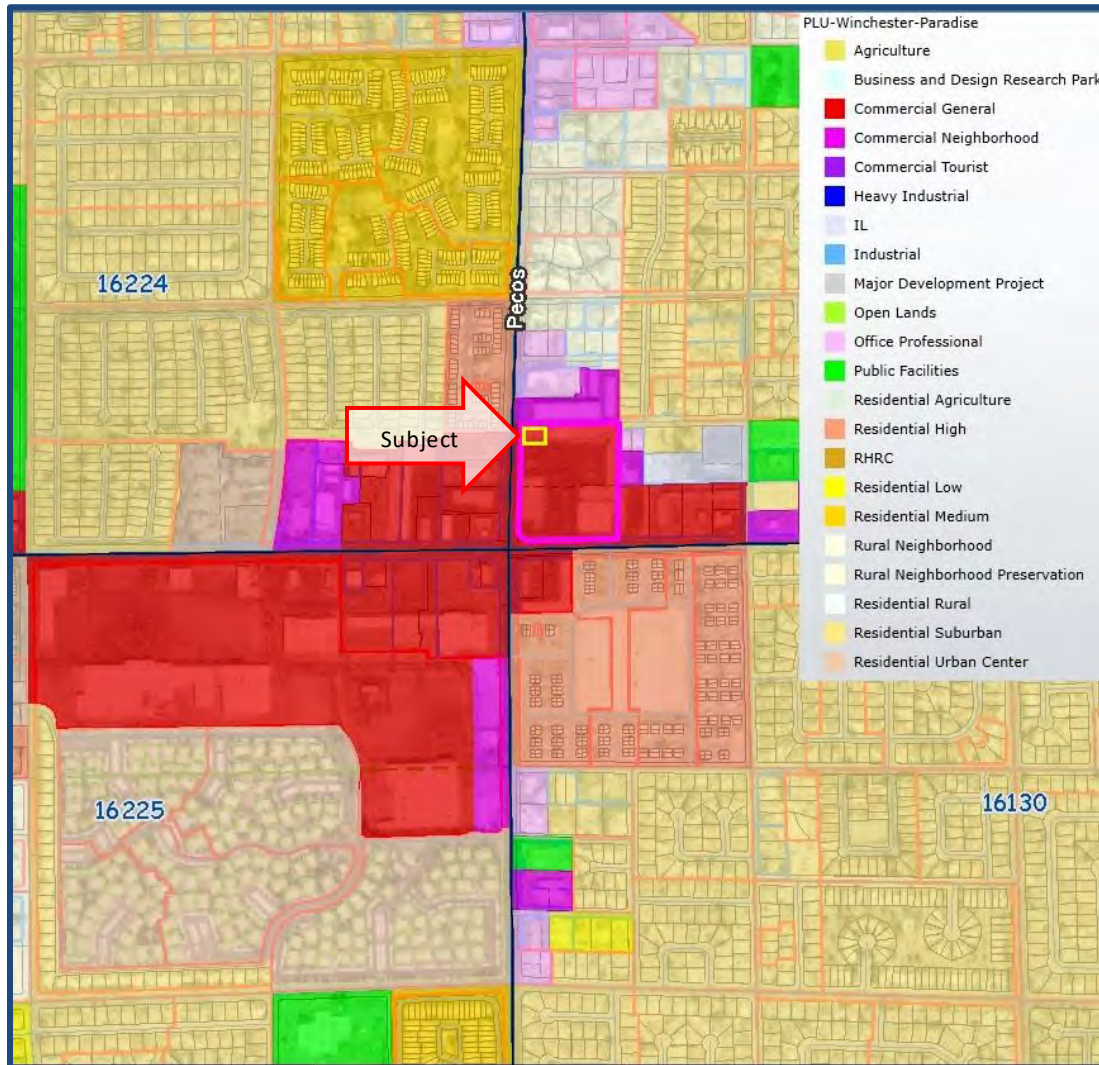 PLU-Winchester-Paradise
Agriculture
Business and Design Research Park
Commercial General
Commercial Neighborhood
Commercial Tourist
Heavy Industrial
IL
Industrial
Major Development Project
Open Lands
Office Professional
Public Facilities
Residential Agriculture
Residential High
RHRC
Residential Low
Residential Medium
Rural Neighborhood
Rural Neighborhood Preservation
Residential Rural
Residential Suburban
Residential Urban Center
16224
Pecos
Subject
16225
16130